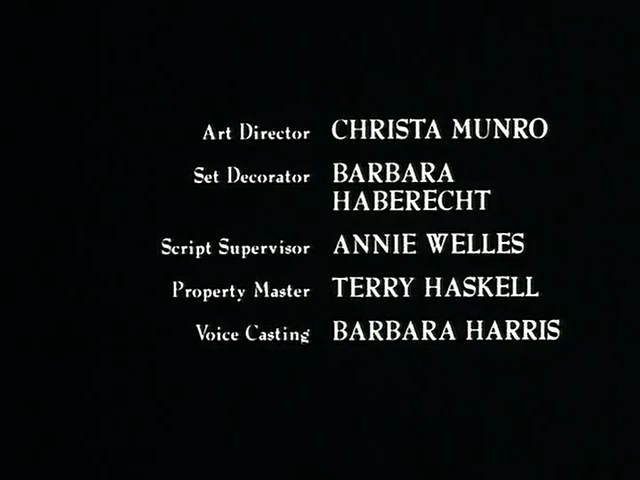 Art Director CHRISTA MUNRO
Set Decorator BARBARA
HABERECHT
Script Supervisor ANNIE WELLES
Property Master TERRY HASKELL
Voice Casting BARBARA HARRIS